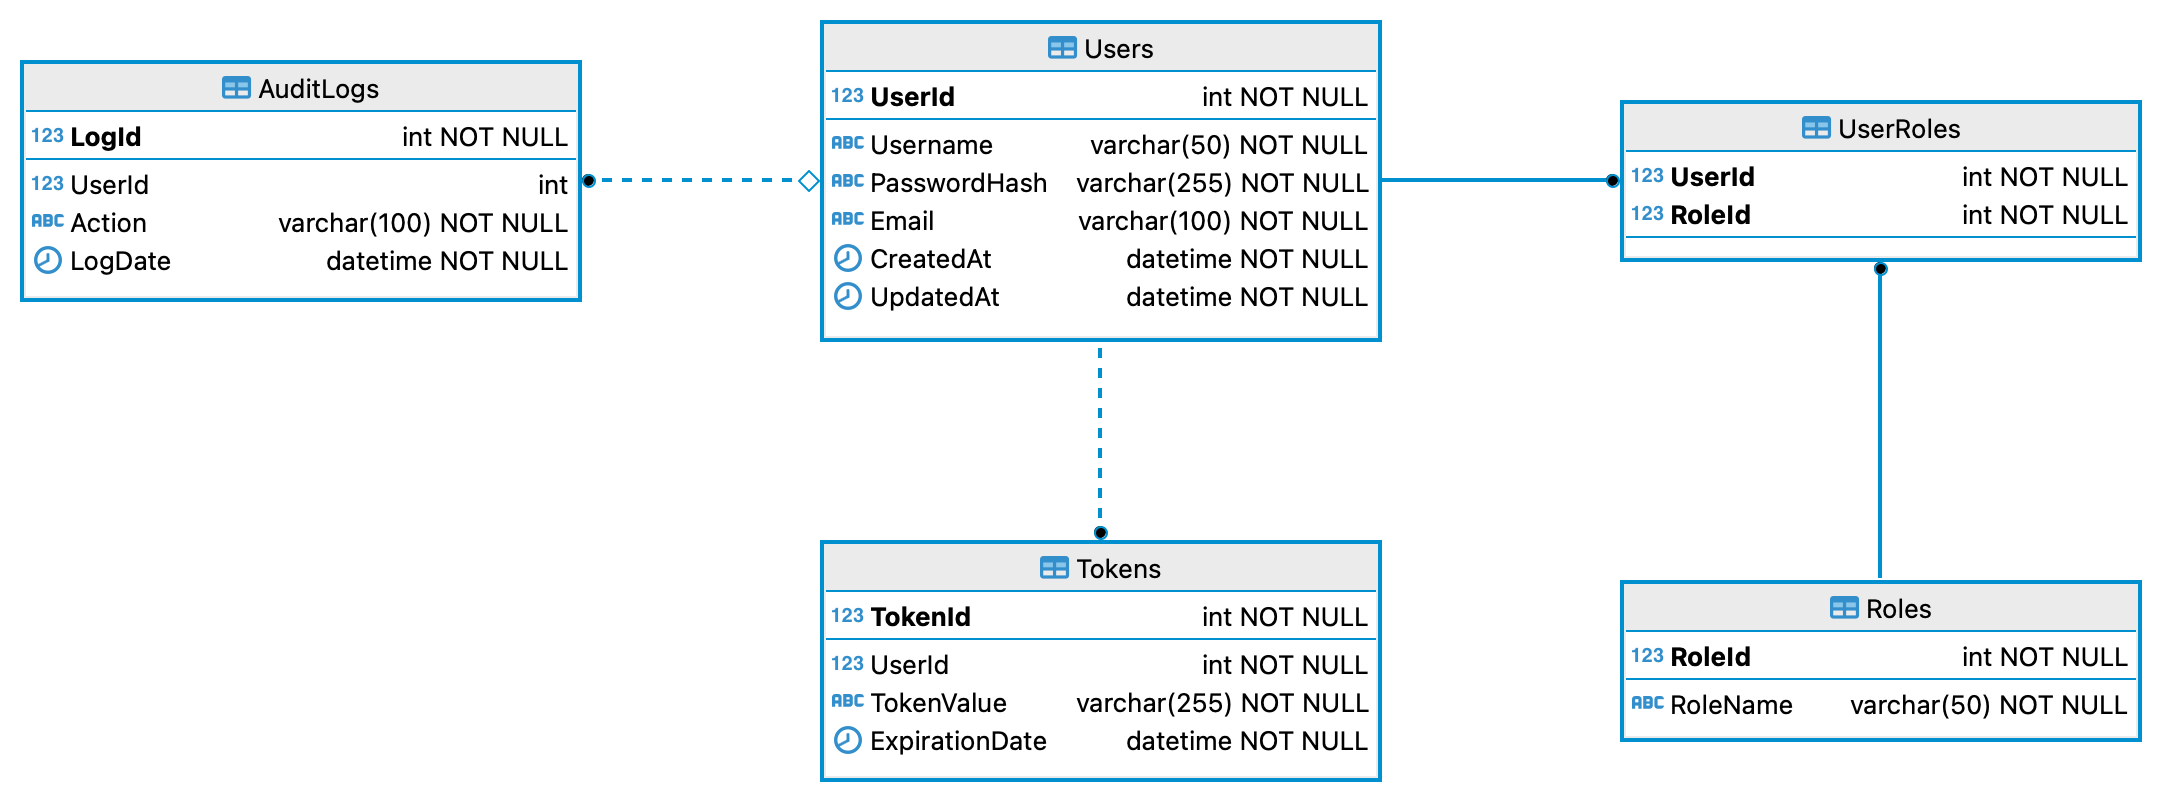 AuditLogs
123 LogId int NOT NULL
123 UserId int
ABC Action varchar(100) NOT NULL
LogDate datetime NOT NULL
Users
123 UserId int NOT NULL
ABC Username varchar(50) NOT NULL
ABC PasswordHash varchar(255) NOT NULL
ABC Email varchar(100) NOT NULL
CreatedAt datetime NOT NULL
UpdatedAt datetime NOT NULL
UserRoles
123 UserId int NOT NULL
123 RoleId int NOT NULL
Tokens
123 TokenId int NOT NULL
123 UserId int NOT NULL
ABC TokenValue varchar(255) NOT NULL
ExpirationDate datetime NOT NULL
Roles
123 RoleId int NOT NULL
ABC RoleName varchar(50) NOT NULL